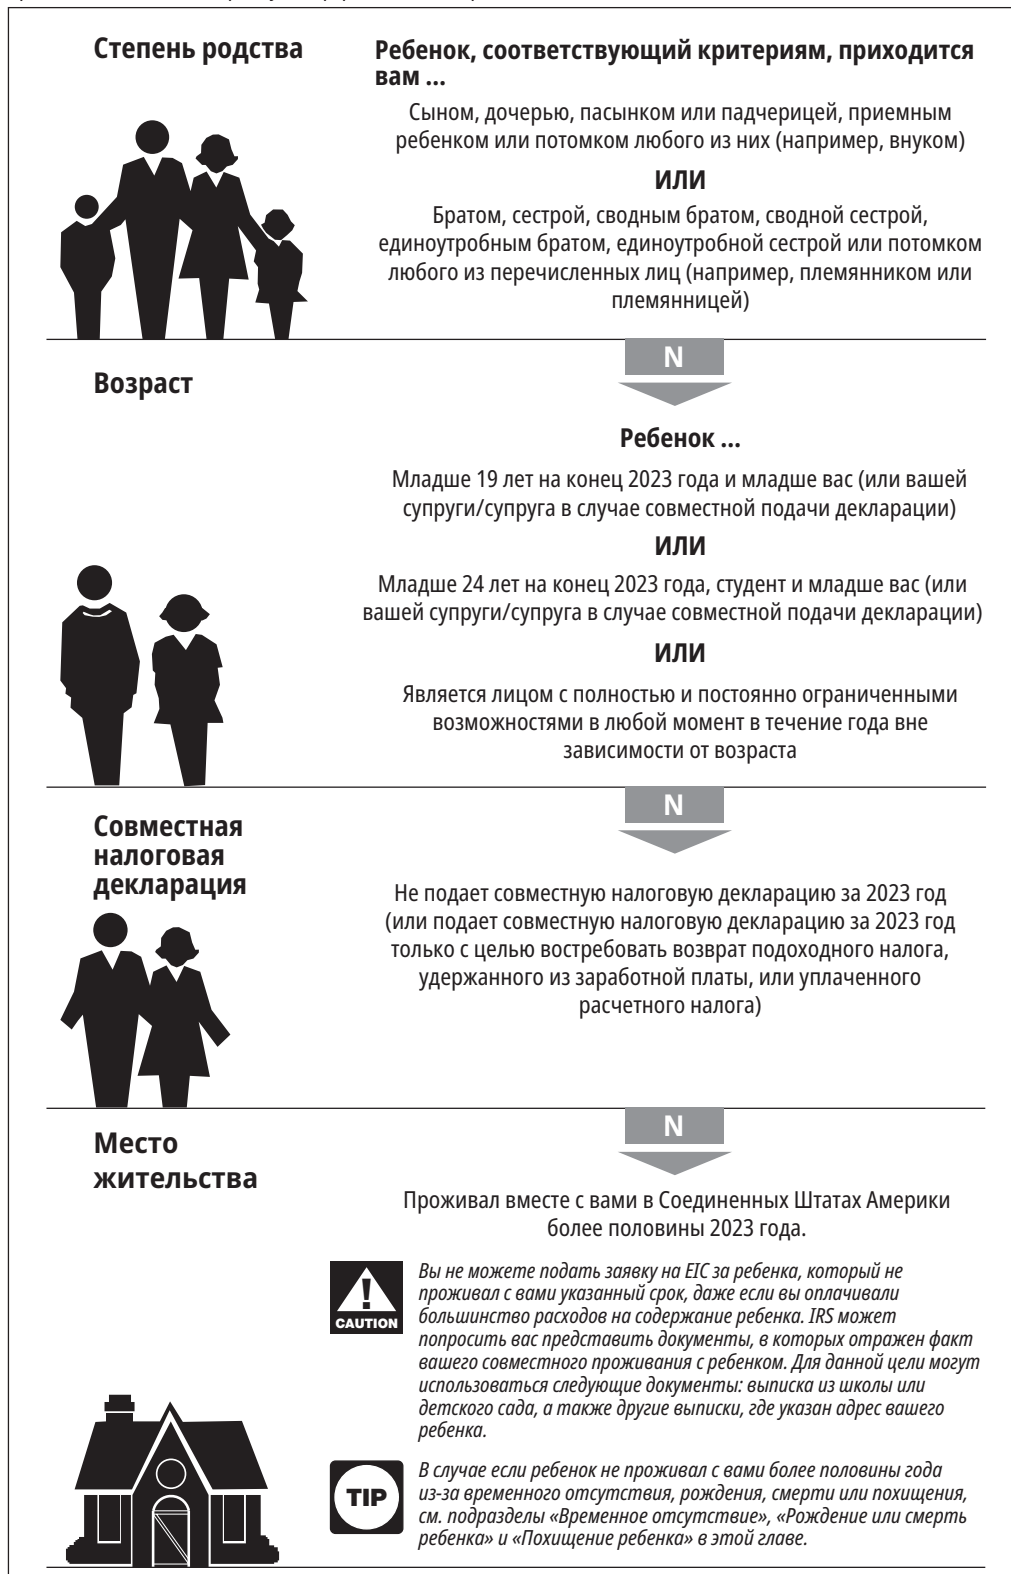 Степень родства
Ребенок, соответствующий критериям, приходится
вам ...
Сыном, дочерью, пасынком или падчерицей, приемным
ребенком или потомком любого из них (например, внуком)
ИЛИ
Братом, сестрой, сводным братом, сводной сестрой,
единоутробным братом, единоутробной сестрой или потомком
любого из перечисленных лиц (например, племянником или
племянницей)
N
Возраст
Ребенок ...
Младше 19 лет на конец 2023 года и младше вас (или вашей
супруги/супруга в случае совместной подачи декларации)
ИЛИ
Младше 24 лет на конец 2023 года, студент и младше вас (или
вашей супруги/супруга в случае совместной подачи декларации)
ИЛИ
Является лицом с полностью и постоянно ограниченными
возможностями в любой момент в течение года вне
зависимости от возраста
N
Совместная
налоговая
декларация
Не подает совместную налоговую декларацию за 2023 год
(или подает совместную налоговую декларацию за 2023 год
только с целью востребовать возврат подоходного налога,
удержанного из заработной платы, или уплаченного
расчетного налога)
N
Место
жительства
Проживал вместе с вами в Соединенных Штатах Америки
более половины 2023 года.
CAUTION
Вы не можете подать заявку на EIC за ребенка, который не
проживал с вами указанный срок, даже если вы оплачивали
большинство расходов на содержание ребенка. IRS может
попросить вас представить документы, в которых отражен факт
вашего совместного проживания с ребенком. Для данной цели могут
использоваться следующие документы: выписка из школы или
детского сада, а также другие выписки, где указан адрес вашего
ребенка.
TIP
В случае если ребенок не проживал с вами более половины года
из-за временного отсутствия, рождения, смерти или похищения,
см. подразделы «Временное отсутствие», «Рождение или смерть
ребенка» и «Похищение ребенка» в этой главе.